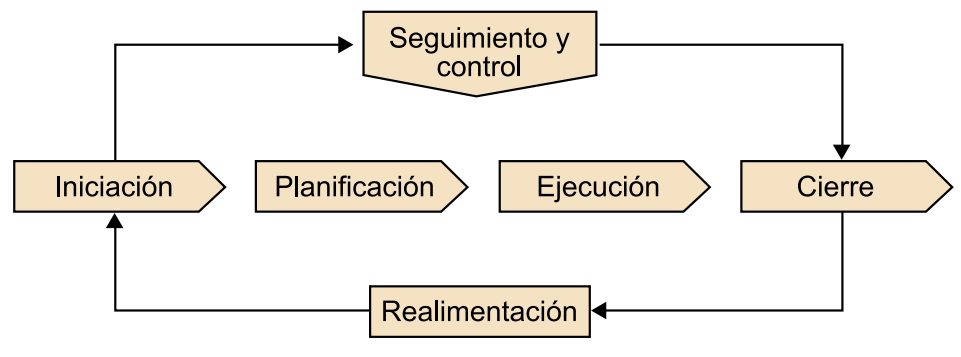 Seguimiento y
control
Iniciación
Planificación
Ejecución
Cierre
Realimentación